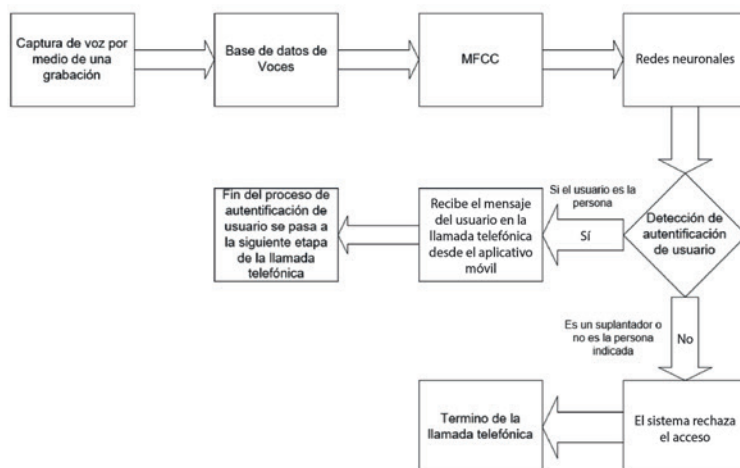 Captura de voz por
medio de una
grabación
Base de datos de
Voces
MFCC
Redes neuronales
Detección de
autentificación
de usuario
Si el usuario es la
persona
Sí
Recibe el mensaje
del usuario en la
llamada telefónica
desde el aplicativo
móvil
Fin del proceso de
autentificación de
usuario se pasa a
la siguiente etapa
de la llamada
telefónica
Es un suplantador o
no es la persona
indicada
No
El sistema rechaza
el acceso
Termino de la
llamada telefónica